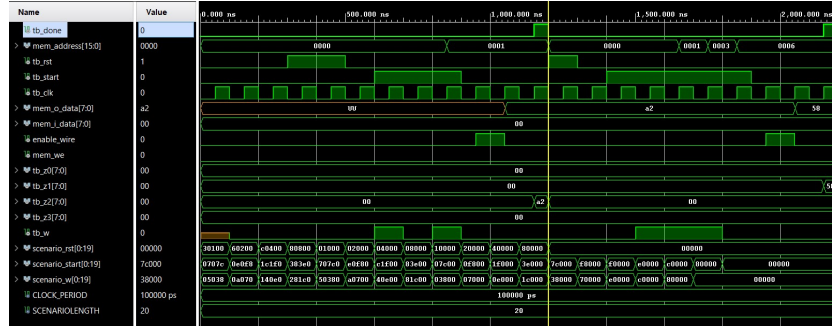 Name Value 0.000 ns 500.000 ns 1,000.000 ns 1,500.000 ns 2,000.000 ns
tb_done 0
mem_address[15:0] 0000 0000 0001 0000 0001 0003 0006
tb_rst 1
tb_start 0
tb_clk 0
mem_o_data[7:0] a2 UU a2 58
mem_i_data[7:0] 00 00
enable_wire 0
mem_we 0
tb_z0[7:0] 00 00
tb_z1[7:0] 00 00
tb_z2[7:0] 00 00 a2 00
tb_z3[7:0] 00 00
tb_w 0
scenario_rst[0:19] 00000 30100 60200 c0400 80800 01000 02000 04000 08000 10000 20000 40000 80000 00000
scenario_start[0:19] 7c000 0707c 0e0f8 1c1f0 383e0 707c0 e0f80 c1f00 83e00 07c00 0f800 1f000 3e000 7c000 f8000 f0000 e0000 c0000 80000 00000
scenario_w[0:19] 38000 05038 0a070 140e0 281c0 50380 a0700 40e00 81c00 03800 07000 0e000 1c000 38000 70000 e0000 c0000 80000 00000
CLOCK_PERIOD 100000 ps 100000 ps
SCENARIOLENGTH 20 20